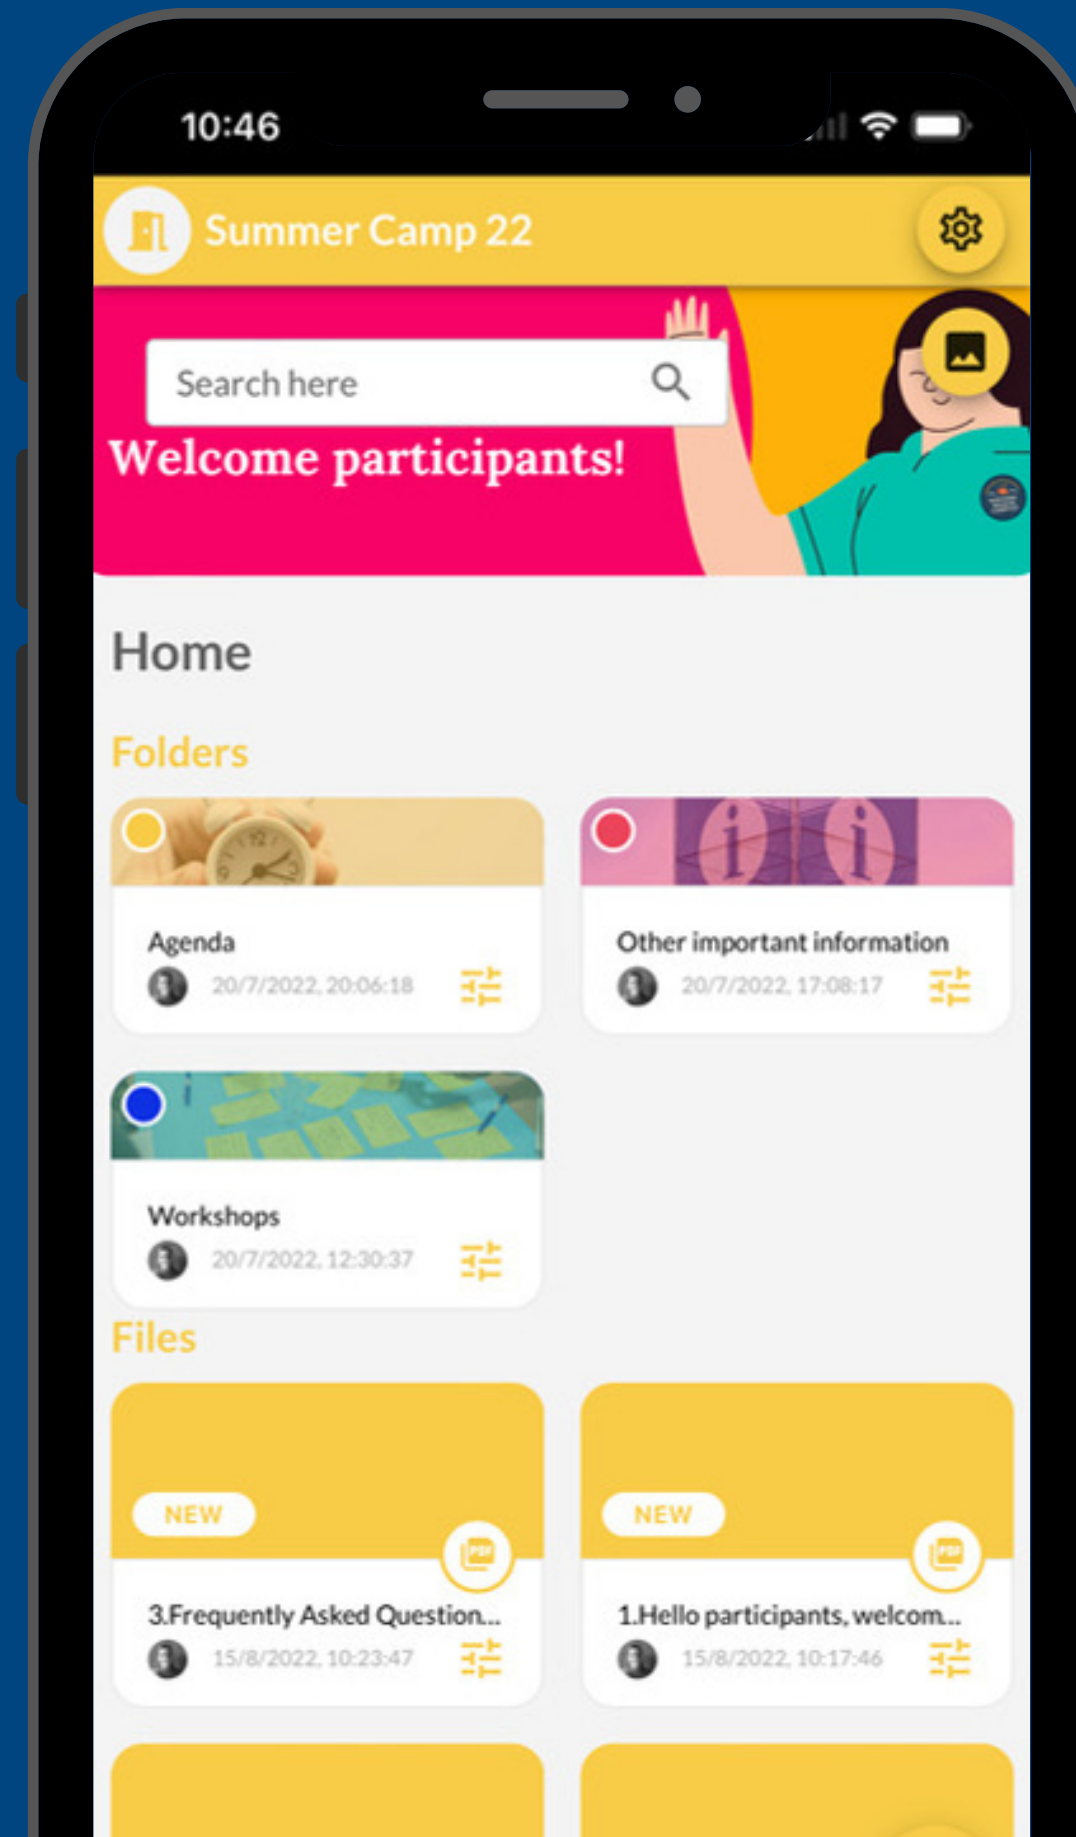 10:46
Summer Camp 22
Search here
Welcome participants!
Home
Folders
Agenda
20/7/2022, 20:06:18
Other important information
20/7/2022, 17:08:17
Workshops
20/7/2022, 12:30:37
Files
NEW
PDF
3.Frequently Asked Question...
15/8/2022, 10:23:47
NEW
PDF
1.Hello participants, welcom...
15/8/2022, 10:17:46